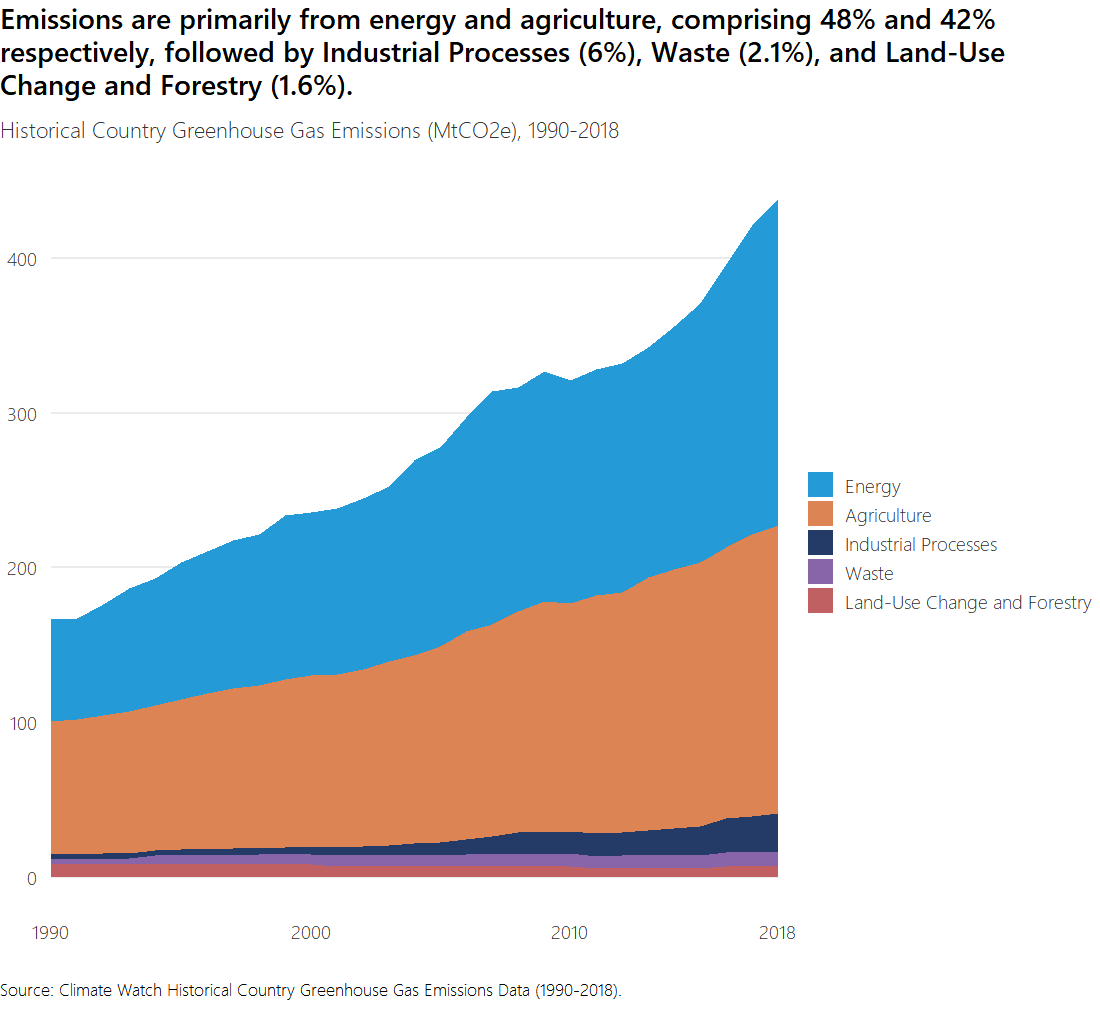 Emissions are primarily from energy and agriculture, comprising 48% and 42%
respectively, followed by Industrial Processes (6%), Waste (2.1%), and Land-Use
Change and Forestry (1.6%).
Historical Country Greenhouse Gas Emissions (MtCO2e), 1990-2018
400
300
200
100
0
1990
2000
2010
2018
Energy
Agriculture
Industrial Processes
Waste
Land-Use Change and Forestry
Source: Climate Watch Historical Country Greenhouse Gas Emissions Data (1990-2018).